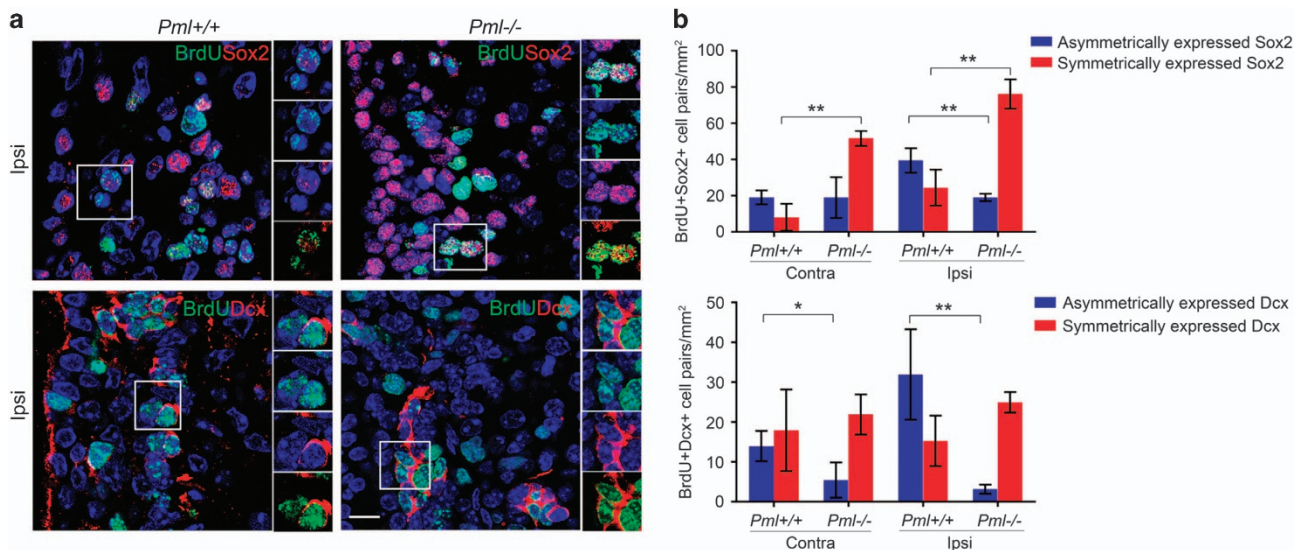 a
Pml+/+
Pml-/-
BrdUSox2
BrdUSox2
Ipsi
BrdUDcx
BrdUDcx
Ipsi
b
Asymmetrically expressed Sox2
Symmetrically expressed Sox2
BrdU+Sox2+ cell pairs/mm²
100
80
60
40
20
0
**
**
**
Pml+/+ Pml-/- Pml+/+ Pml-/-
Contra Ipsi
Asymmetrically expressed Dcx
Symmetrically expressed Dcx
BrdU+Dcx+ cell pairs/mm²
50
40
30
20
10
0
*
**
Pml+/+ Pml-/- Pml+/+ Pml-/-
Contra Ipsi